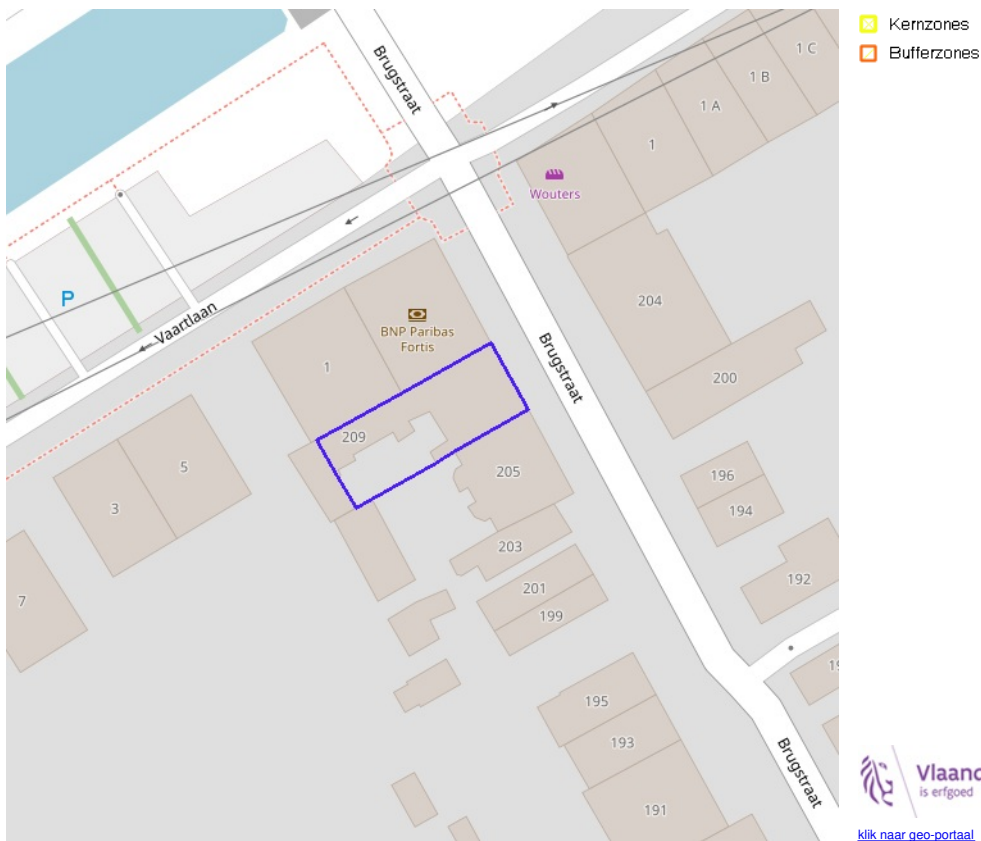 Kernzones
Bufferzones
Brugstraat
1 C
1 B
1 A
1
Wouters
P
Vaartlaan
BNP Paribas
Fortis
204
1
Brugstraat
200
209
5
205
196
3
194
203
192
201
7
199
195
193
Brugstraat
191
is erfgoed
klik naar geo-portaal